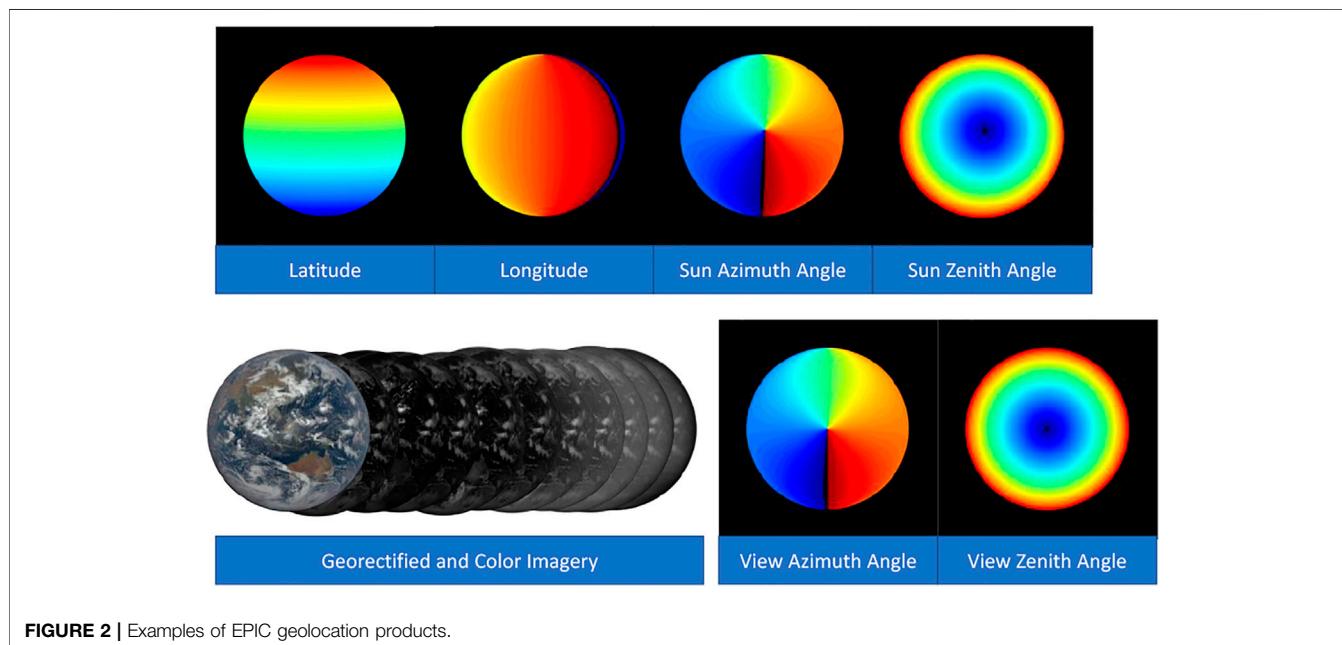 Latitude
Longitude
Sun Azimuth Angle
Sun Zenith Angle
Georectified and Color Imagery
View Azimuth Angle
View Zenith Angle
FIGURE 2 | Examples of EPIC geolocation products.